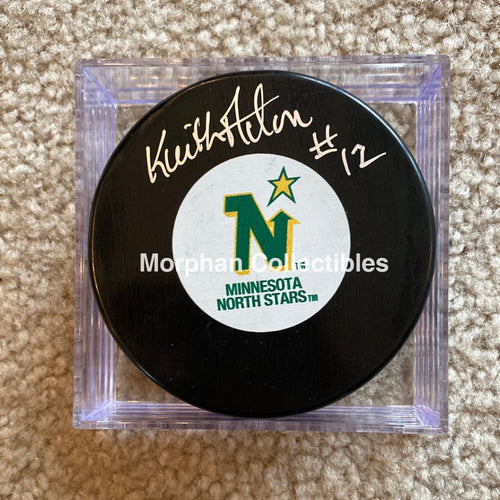 Keith Acton #12
N
Morphan Collectibles
MINNESOTA
NORTH STARS™